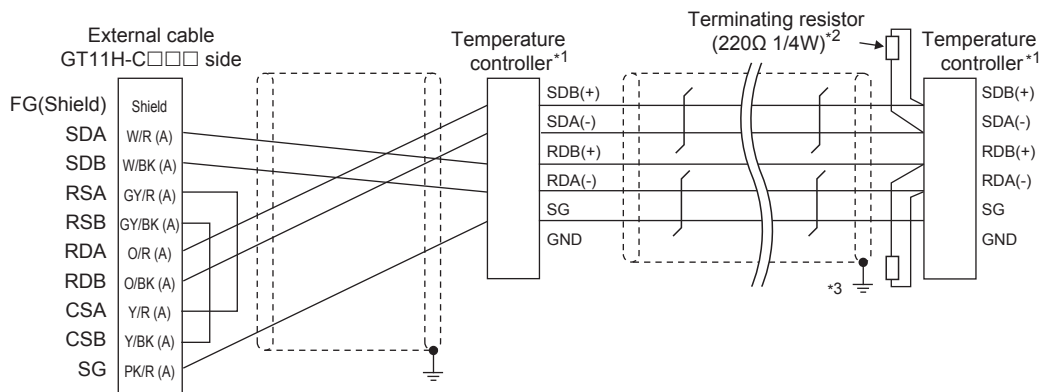 External cable
GT11H-C□□□ side
Temperature
controller*1
Terminating resistor
(220Ω 1/4W)*2
Temperature
controller*1
FG(Shield)
Shield
SDA
W/R (A)
SDB
W/BK (A)
RSA
GY/R (A)
RSB
GY/BK (A)
RDA
O/R (A)
RDB
O/BK (A)
CSA
Y/R (A)
CSB
Y/BK (A)
SG
PK/R (A)
SDB(+)
SDA(-)
RDB(+)
RDA(-)
SG
GND
*3
SDB(+)
SDA(-)
RDB(+)
RDA(-)
SG
GND